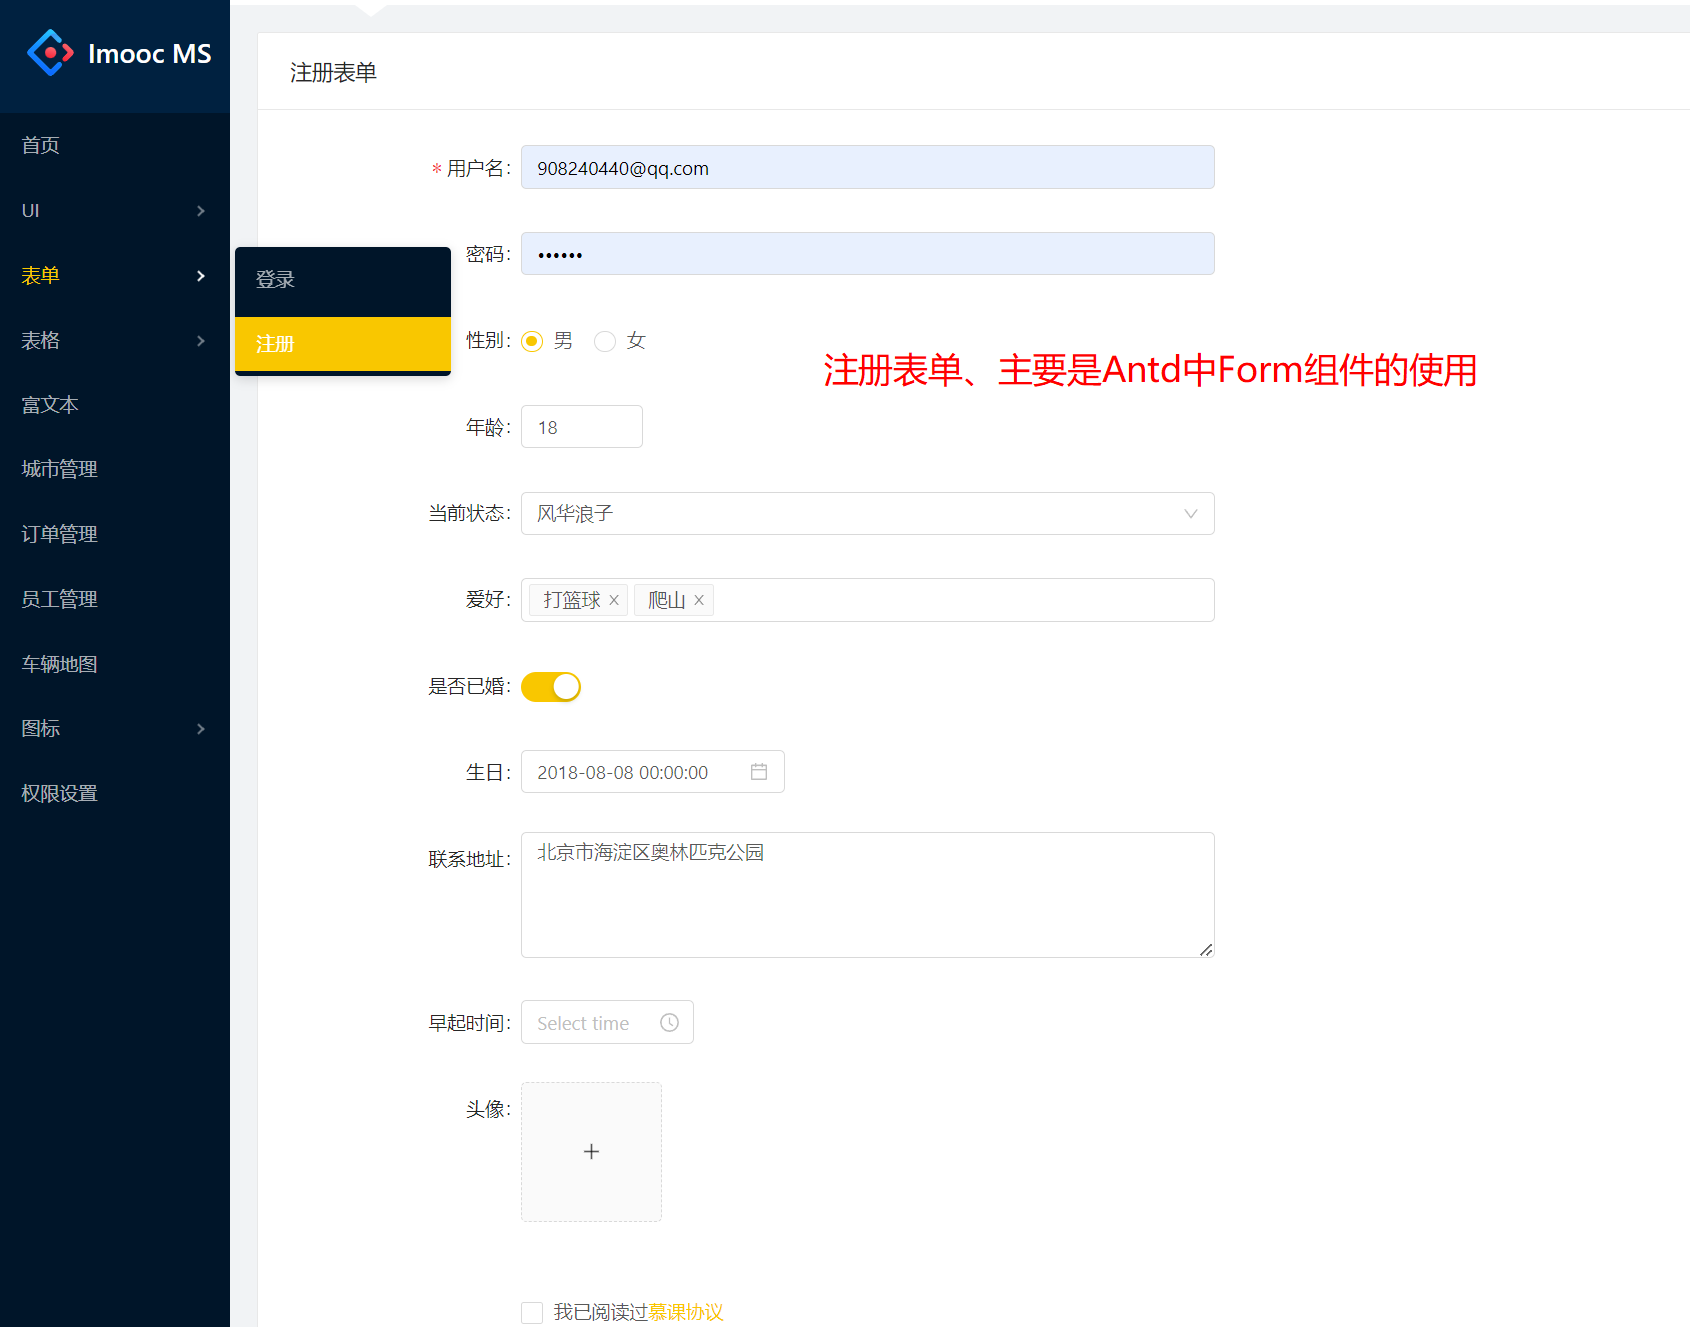 Imooc MS
首页
UI
表单
表格
富文本
城市管理
订单管理
员工管理
车辆地图
图标
权限设置
登录
注册
注册表单
* 用户名: 908240440@qq.com
密码: ••••••
性别: 男 女
注册表单、主要是Antd中Form组件的使用
年龄: 18
当前状态: 风华浪子
爱好: 打篮球 爬山
是否已婚:
生日: 2018-08-08 00:00:00
联系地址: 北京市海淀区奥林匹克公园
早起时间: Select time
头像:
我已阅读过慕课协议